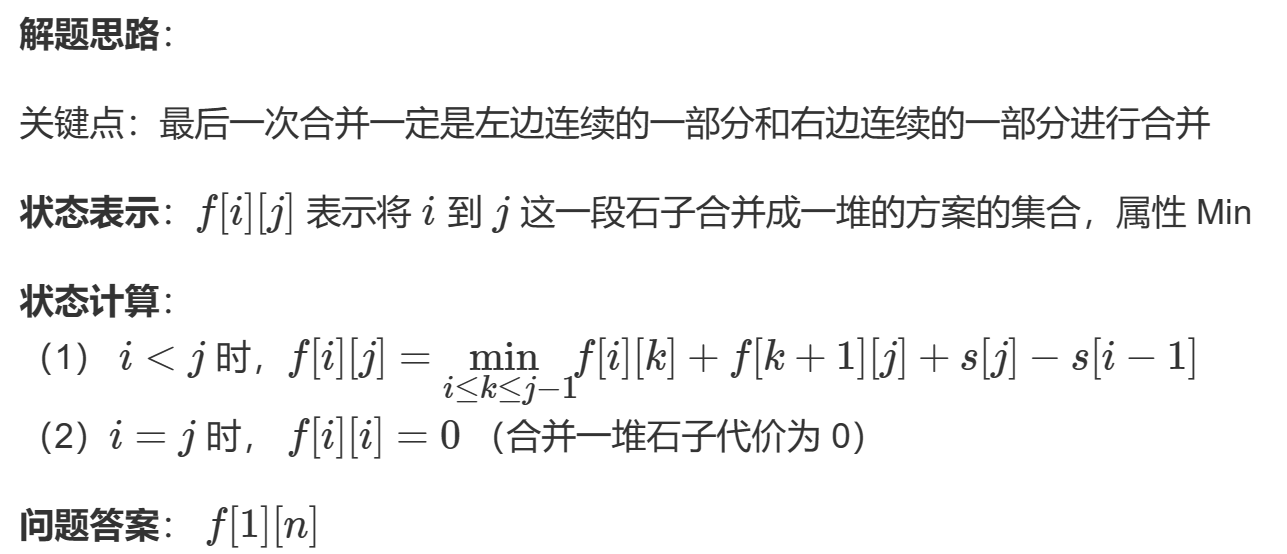 解题思路：
关键点：最后一次合并一定是左边连续的一部分和右边连续的一部分进行合并
状态表示：f[i][j] 表示将 i 到 j 这一段石子合并成一堆的方案的集合，属性 Min
状态计算：
（1） i < j 时，f[i][j] = min_{i≤k≤j−1} f[i][k] + f[k + 1][j] + s[j] − s[i − 1]
（2）i = j 时， f[i][i] = 0 （合并一堆石子代价为 0）
问题答案： f[1][n]